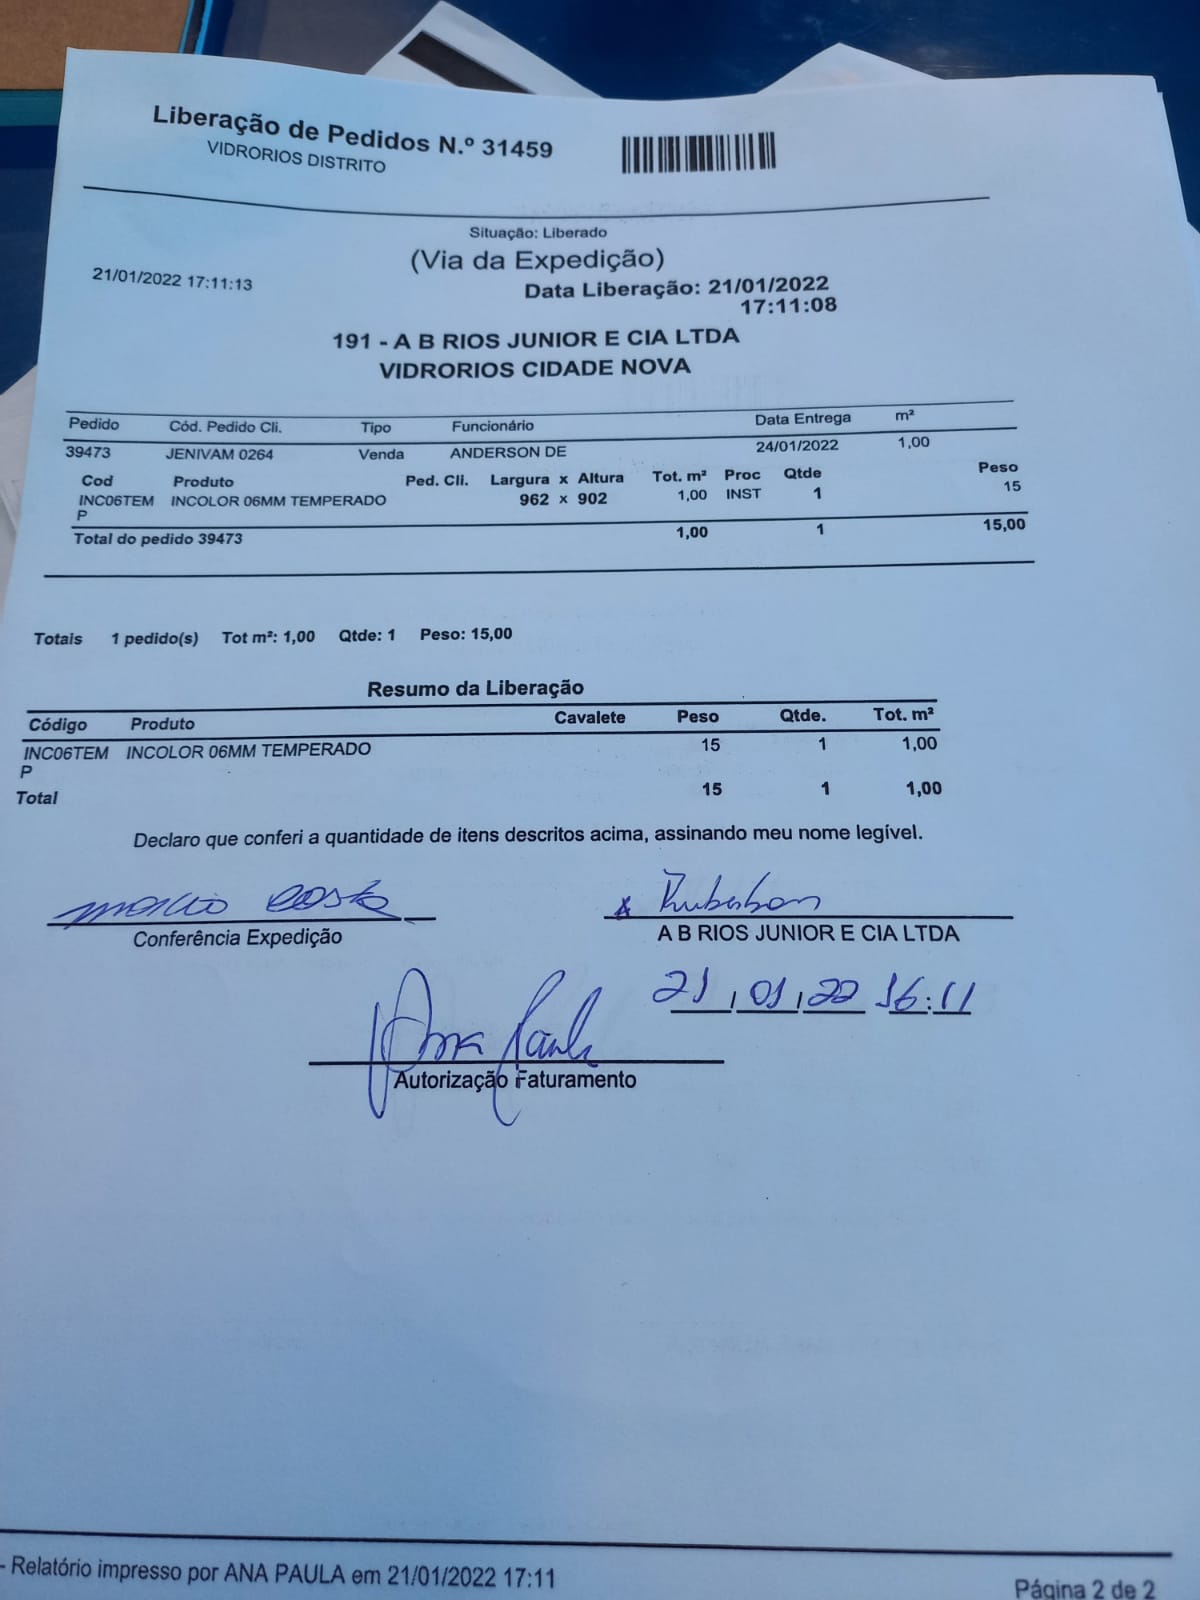 Liberação de Pedidos N.º 31459
VIDRORIOS DISTRITO
Situação: Liberado
(Via da Expedição)
21/01/2022 17:11:13
Data Liberação: 21/01/2022
17:11:08
191 - A B RIOS JUNIOR E CIA LTDA
VIDRORIOS CIDADE NOVA
Pedido Cód. Pedido Cli. Tipo Funcionário Data Entrega m²
39473 JENIVAM 0264 Venda ANDERSON DE 24/01/2022 1,00
Cod Produto Ped. Cli. Largura x Altura Tot. m² Proc Qtde Peso
INC06TEM INCOLOR 06MM TEMPERADO 962 x 902 1,00 INST 1 15
P
Total do pedido 39473 1,00 1 15,00
Totais 1 pedido(s) Tot m²: 1,00 Qtde: 1 Peso: 15,00
Resumo da Liberação
Código Produto Cavalete Peso Qtde. Tot. m²
INC06TEM INCOLOR 06MM TEMPERADO 15 1 1,00
P
Total 15 1 1,00
Declaro que conferi a quantidade de itens descritos acima, assinando meu nome legível.
marcio costa
Conferência Expedição A B RIOS JUNIOR E CIA LTDA
21/01/22 16:11
Ana Paula
Autorização Faturamento
- Relatório impresso por ANA PAULA em 21/01/2022 17:11
Página 2 de 2